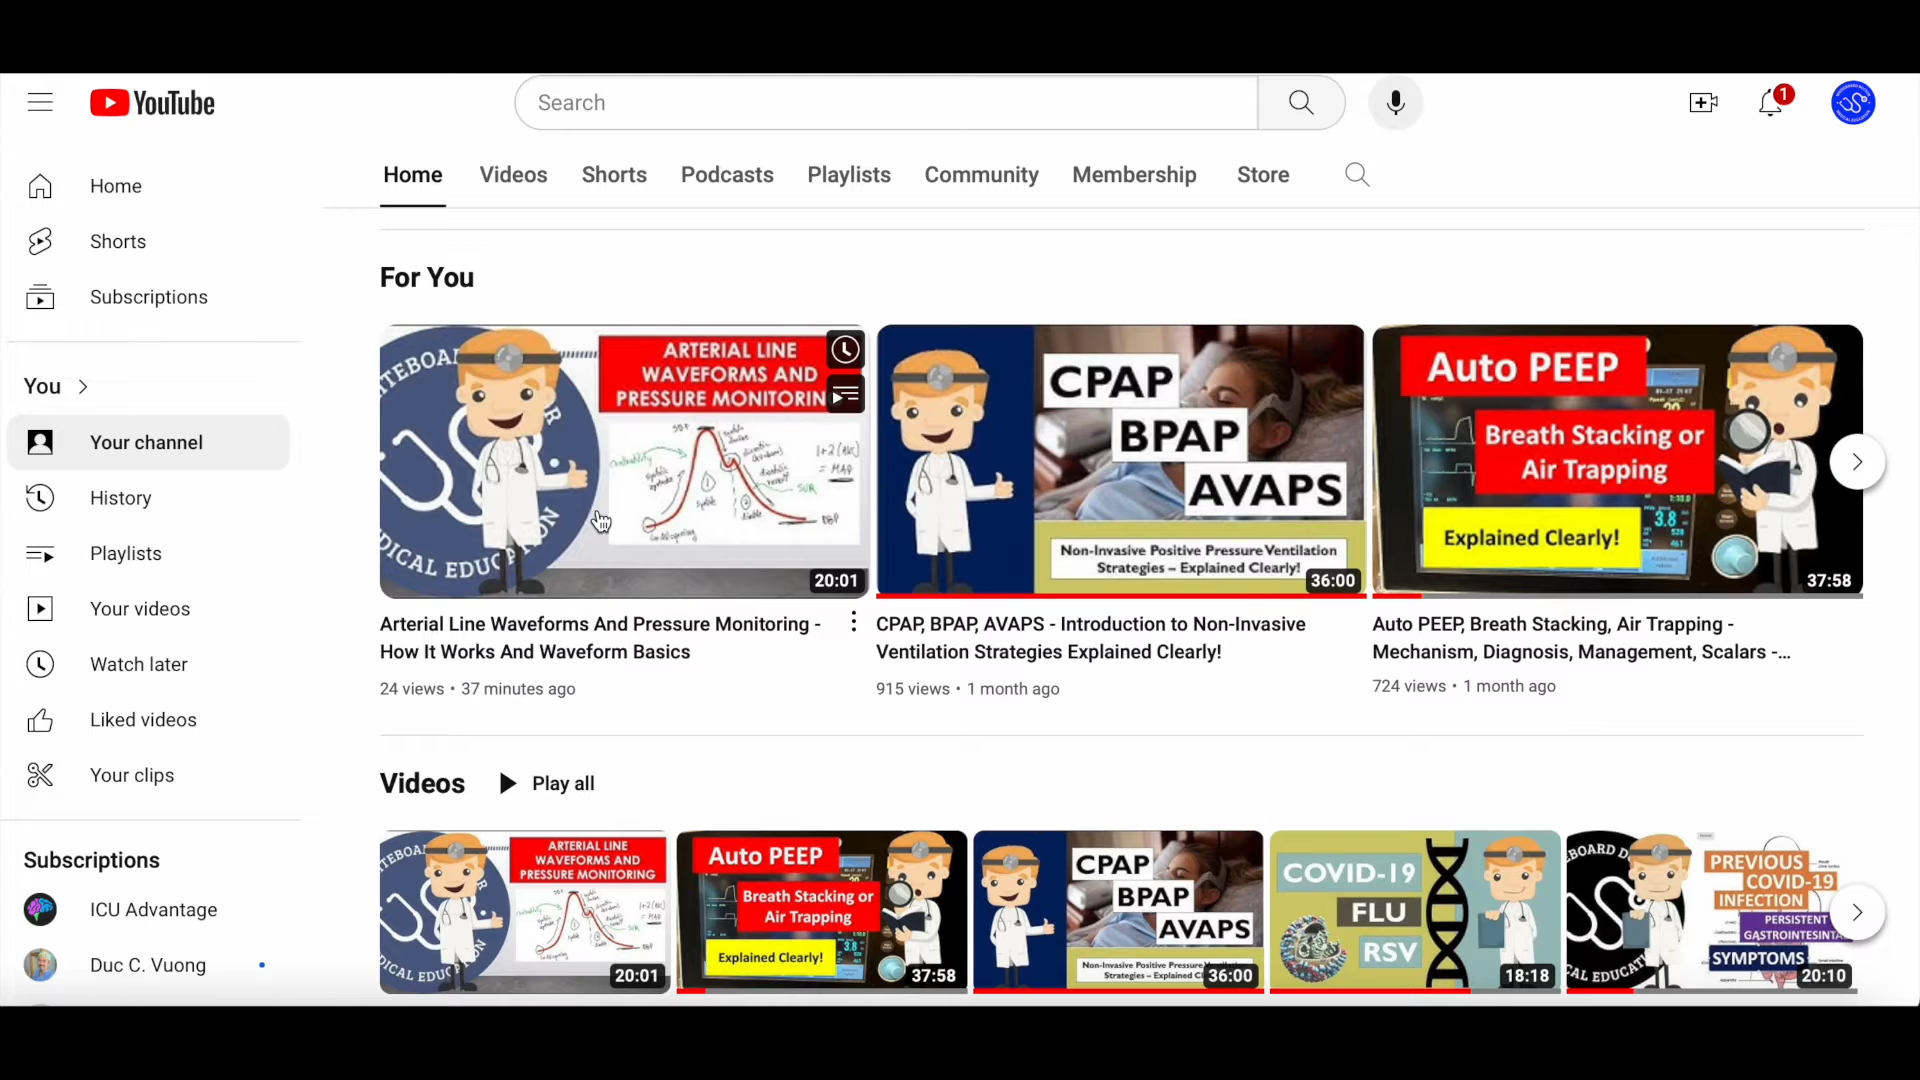 YouTube
Search
1
Home
Videos
Shorts
Podcasts
Playlists
Community
Membership
Store
Home
Shorts
Subscriptions
You
Your channel
History
Playlists
Your videos
Watch later
Liked videos
Your clips
Subscriptions
ICU Advantage
Duc C. Vuong
For You
ARTERIAL LINE
WAVEFORMS AND
PRESSURE MONITORIN
MEDICAL EDUC
20:01
Arterial Line Waveforms And Pressure Monitoring -
How It Works And Waveform Basics
24 views • 37 minutes ago
CPAP
BPAP
AVAPS
Non-Invasive Positive Pressure Ventilation
Strategies – Explained Clearly!
36:00
CPAP, BPAP, AVAPS - Introduction to Non-Invasive
Ventilation Strategies Explained Clearly!
915 views • 1 month ago
Auto PEEP
Breath Stacking or
Air Trapping
Explained Clearly!
3.8
37:58
Auto PEEP, Breath Stacking, Air Trapping -
Mechanism, Diagnosis, Management, Scalars -...
724 views • 1 month ago
Videos
Play all
ARTERIAL LINE
WAVEFORMS AND
PRESSURE MONITORING
20:01
Auto PEEP
Breath Stacking or
Air Trapping
Explained Clearly!
3.8
37:58
CPAP
BPAP
AVAPS
36:00
COVID-19
FLU
RSV
18:18
PREVIOUS
COVID-19
INFECTION
PERSISTENT
GASTROINTESINTA
SYMPTOMS
20:10